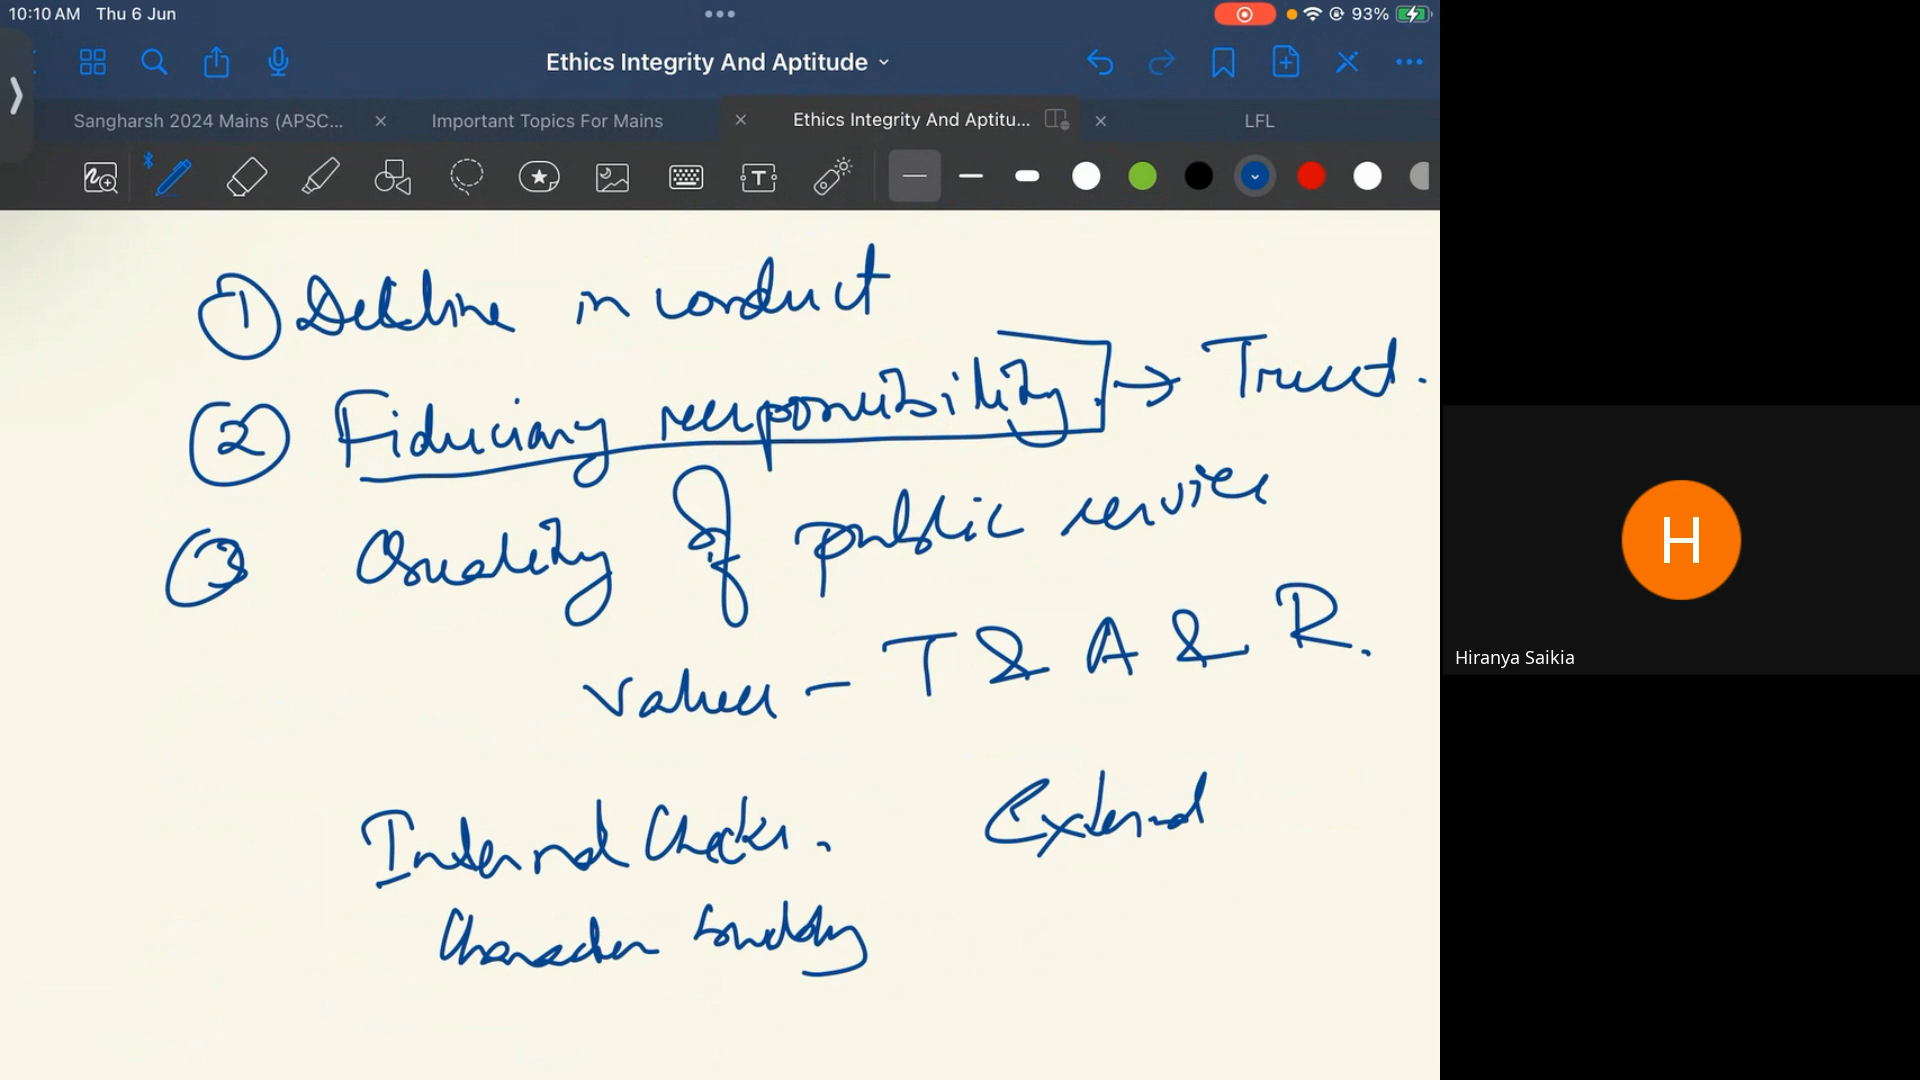 10:10 AM Thu 6 Jun
93%
Ethics Integrity And Aptitude
Sangharsh 2024 Mains (APSC...
Important Topics For Mains
Ethics Integrity And Aptitu...
LFL
① Decline in conduct
② Fiduciary responsibility → Trust.
③ Quality of public service
Values – T & A & R.
Internal Checks. External
Character building
H
Hiranya Saikia